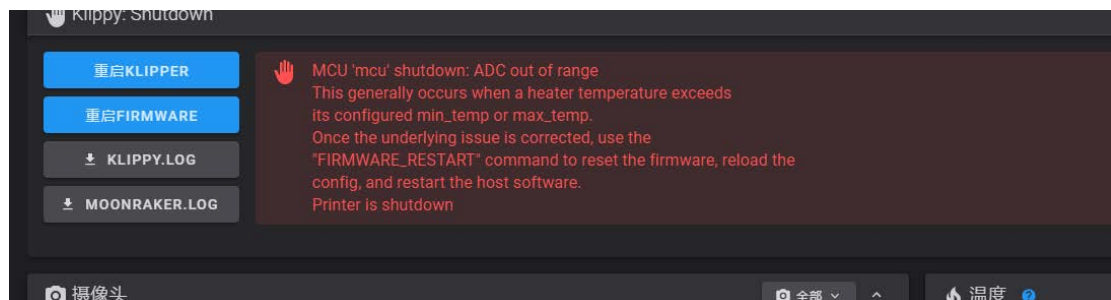 Klippy: Shutdown
重启KLIPPER
重启FIRMWARE
KLIPPY.LOG
MOONRAKER.LOG
MCU 'mcu' shutdown: ADC out of range
This generally occurs when a heater temperature exceeds
its configured min_temp or max_temp.
Once the underlying issue is corrected, use the
"FIRMWARE_RESTART" command to reset the firmware, reload the
config, and restart the host software.
Printer is shutdown
摄像头
全部
温度